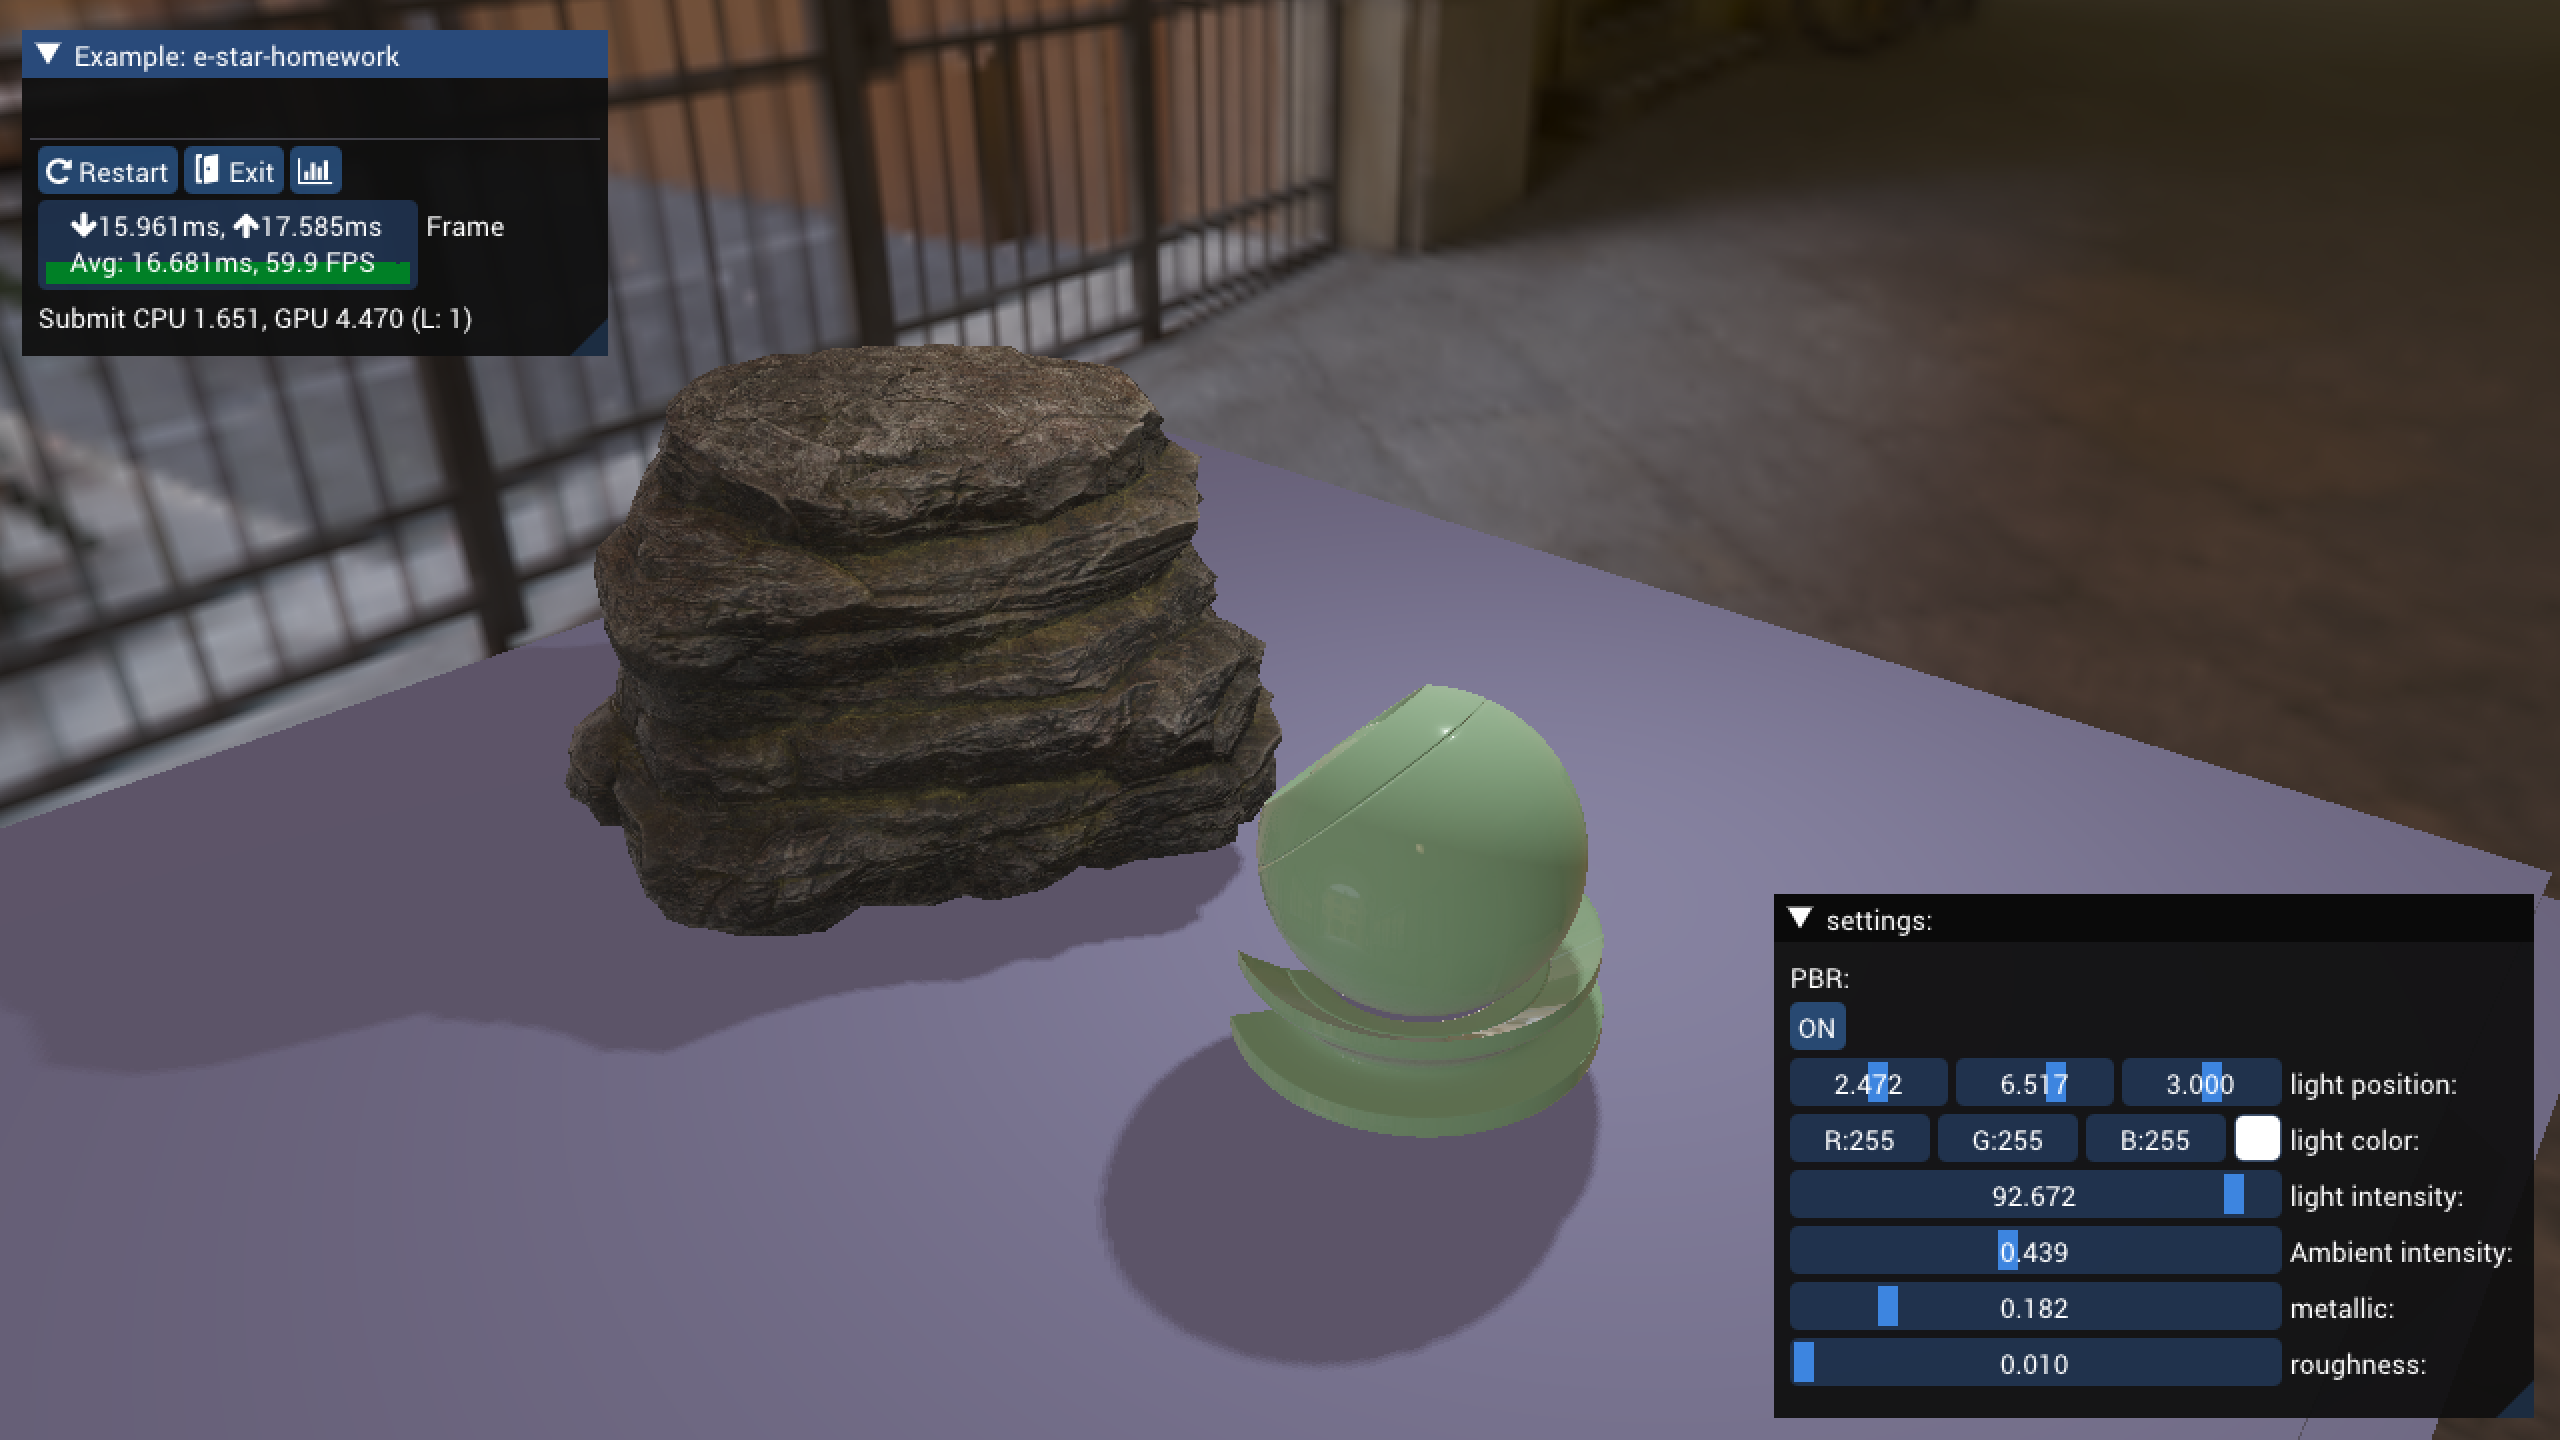 Example: e-star-homework
Restart Exit
15.961ms, 17.585ms Frame
Avg: 16.681ms, 59.9 FPS
Submit CPU 1.651, GPU 4.470 (L: 1)
settings:
PBR:
ON
2.472 6.517 3.000 light position:
R:255 G:255 B:255 light color:
92.672 light intensity:
0.439 Ambient intensity:
0.182 metallic:
0.010 roughness: